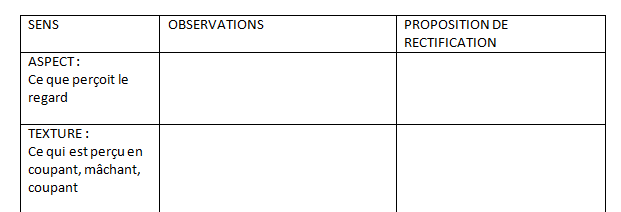 SENS
OBSERVATIONS
PROPOSITION DE
RECTIFICATION
ASPECT :
Ce que perçoit le
regard
TEXTURE :
Ce qui est perçu en
coupant, mâchant,
coupant